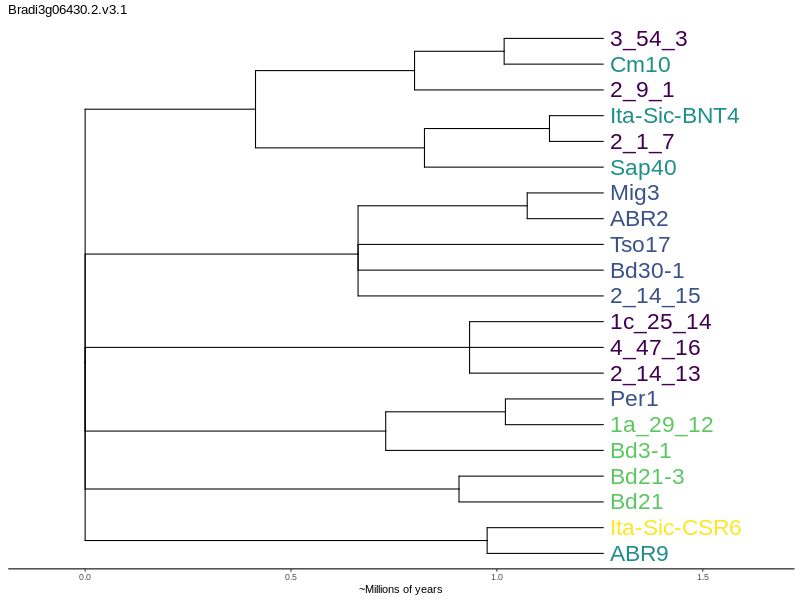 Bradi3g06430.2.v3.1
3_54_3
Cm10
2_9_1
Ita-Sic-BNT4
2_1_7
Sap40
Mig3
ABR2
Tso17
Bd30-1
2_14_15
1c_25_14
4_47_16
2_14_13
Per1
1a_29_12
Bd3-1
Bd21-3
Bd21
Ita-Sic-CSR6
ABR9
0.0 0.5 1.0 1.5
~Millions of years